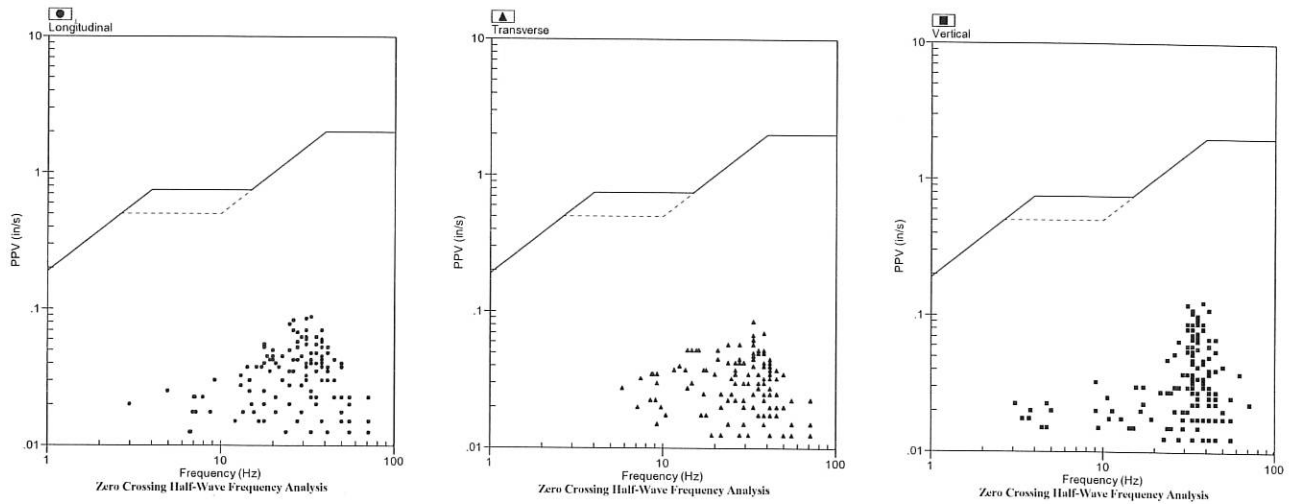 Longitudinal
10
1
.1
.01
PPV (in/s)
1
10
100
Frequency (Hz)
Zero Crossing Half-Wave Frequency Analysis
Transverse
10
1
.1
.01
PPV (in/s)
1
10
100
Frequency (Hz)
Zero Crossing Half-Wave Frequency Analysis
Vertical
10
1
.1
.01
PPV (in/s)
1
10
100
Frequency (Hz)
Zero Crossing Half-Wave Frequency Analysis